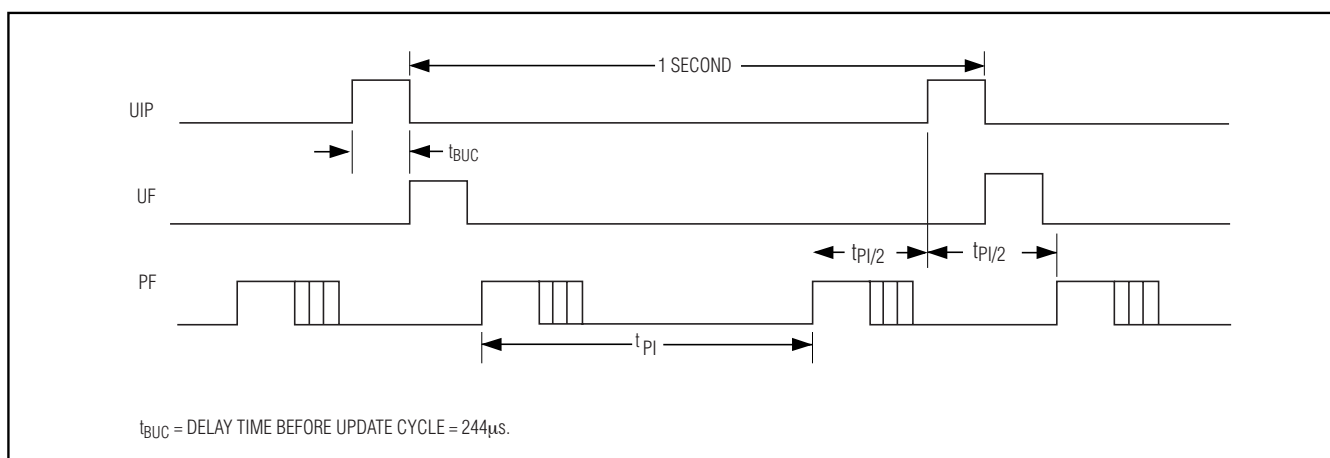 1 SECOND
UIP
tBUC
UF
tPI/2 tPI/2
PF
tPI
tBUC = DELAY TIME BEFORE UPDATE CYCLE = 244μs.